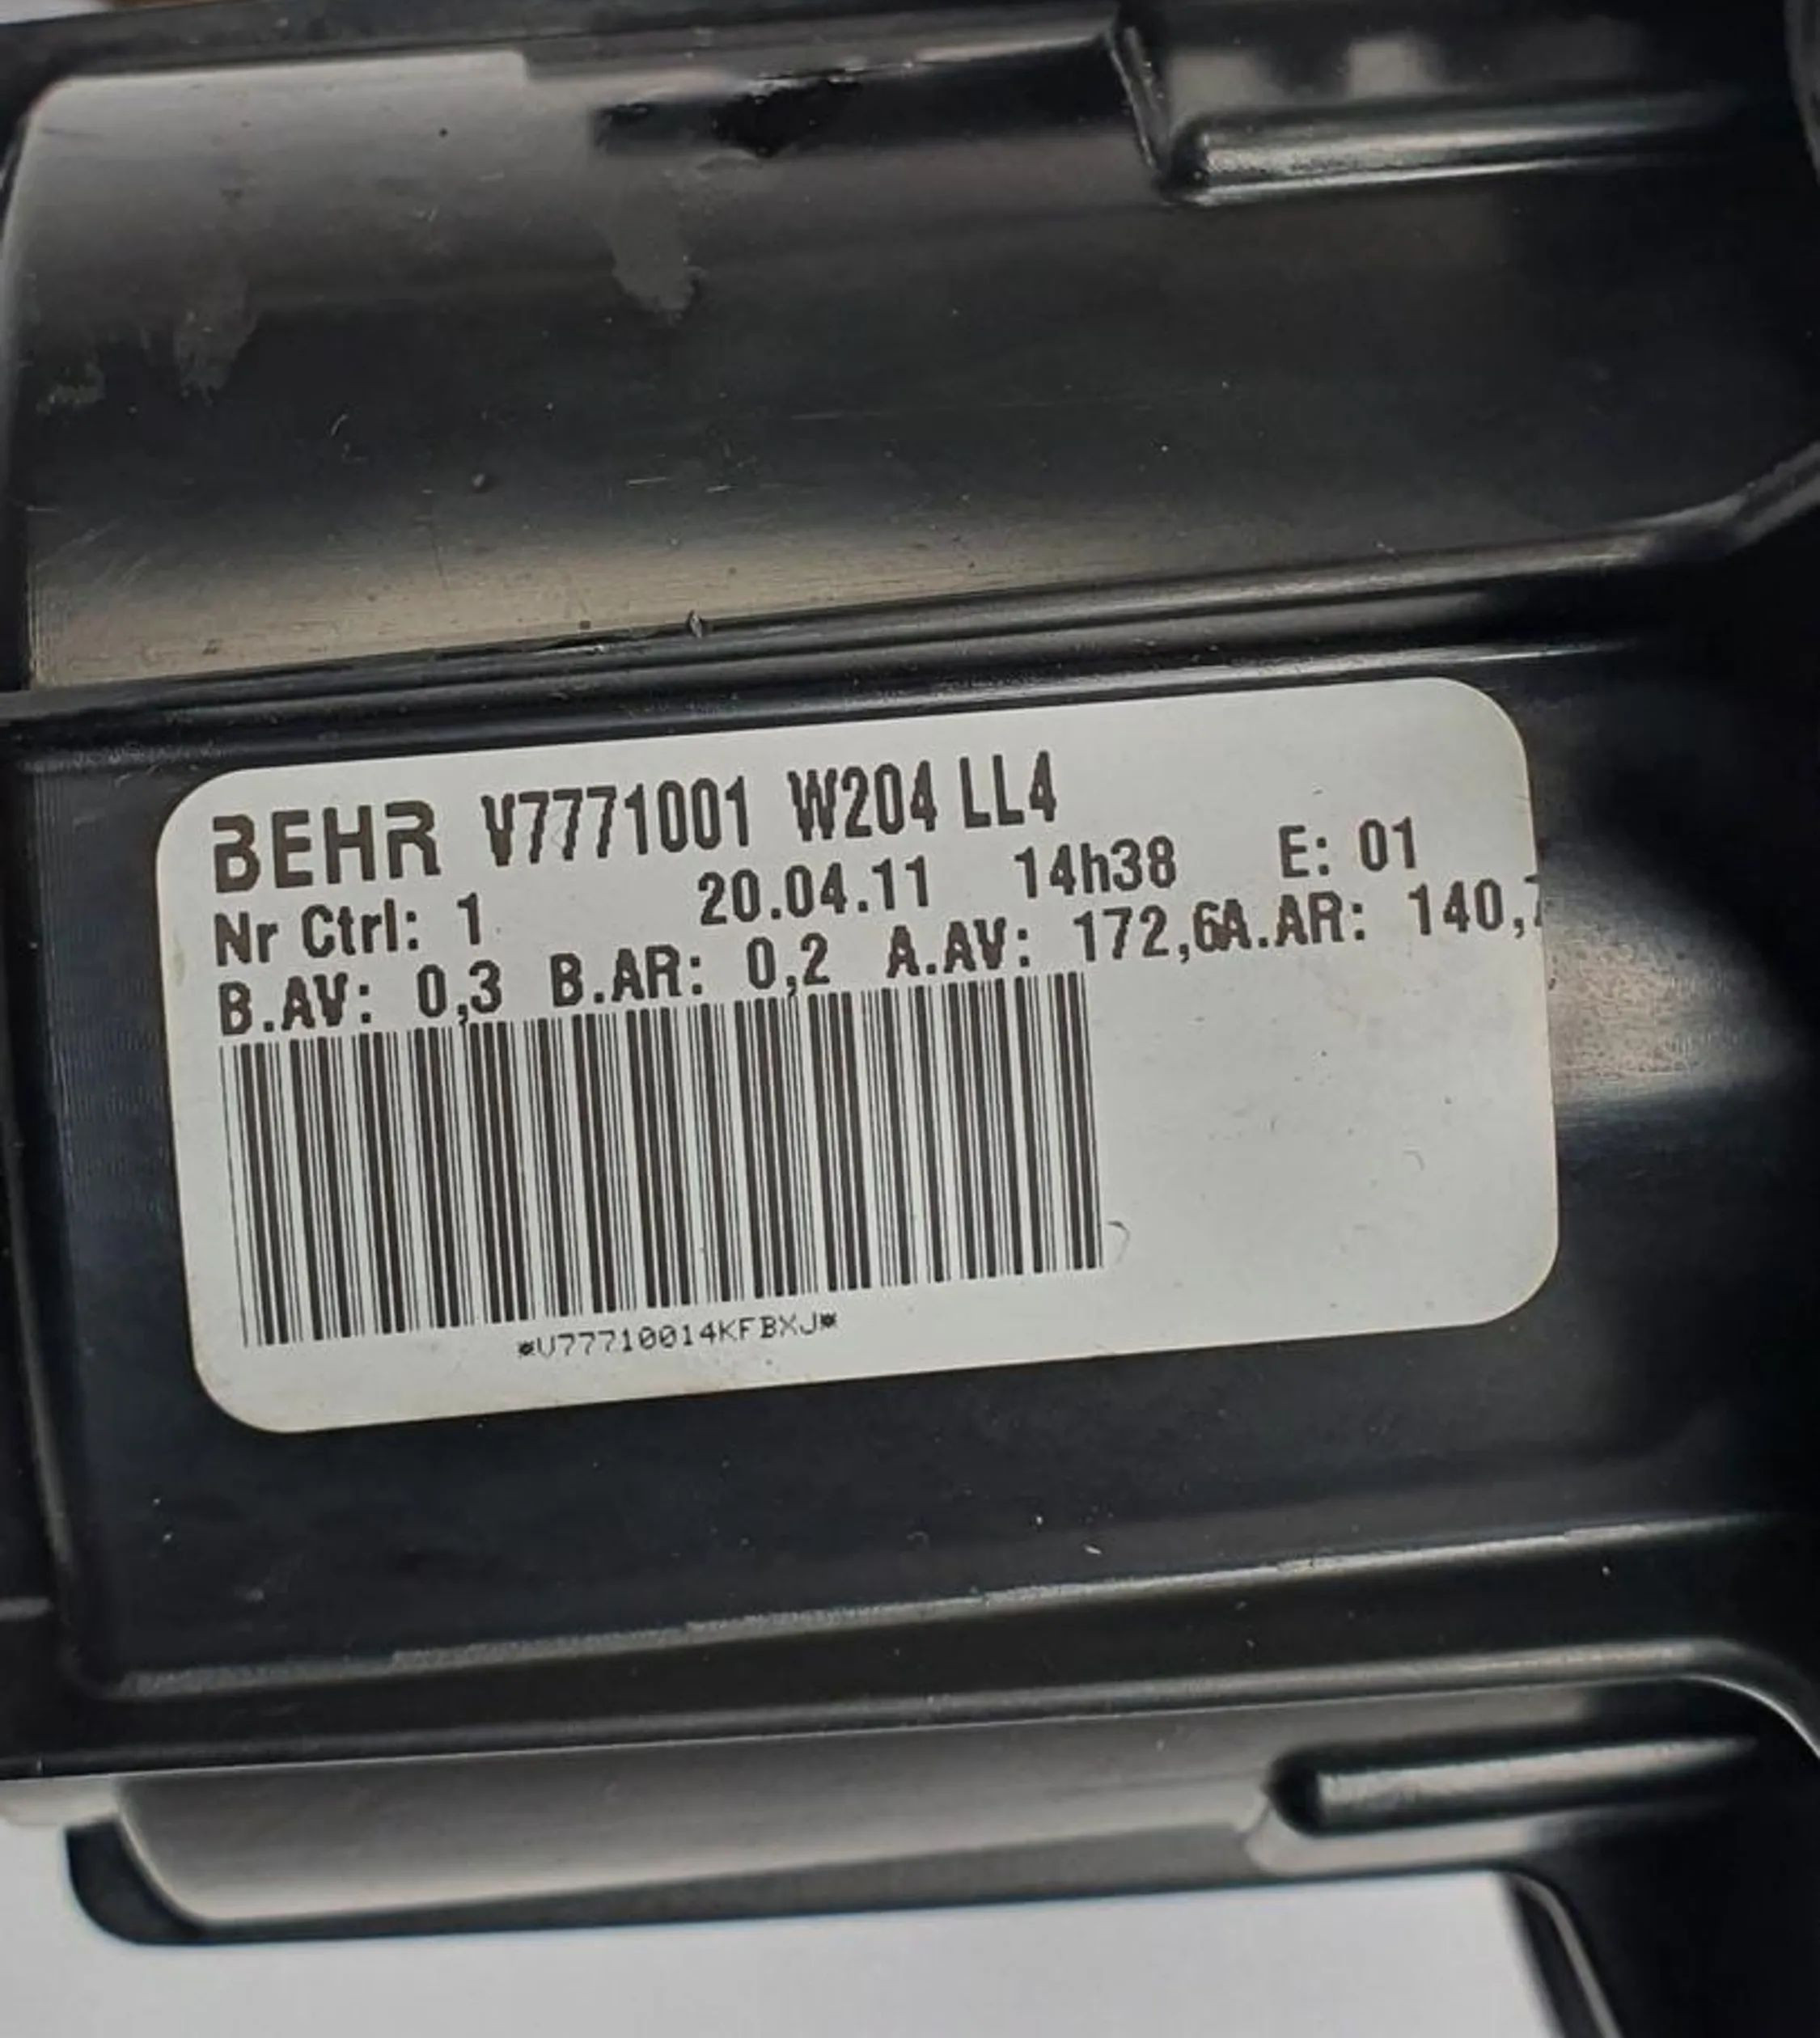 BEHR V7771001 W204 LL4
Nr Ctrl: 1 20.04.11 14h38 E: 01
B.AV: 0,3 B.AR: 0,2 A.AV: 172,6A.AR: 140,
*V77710014KFBXJ*